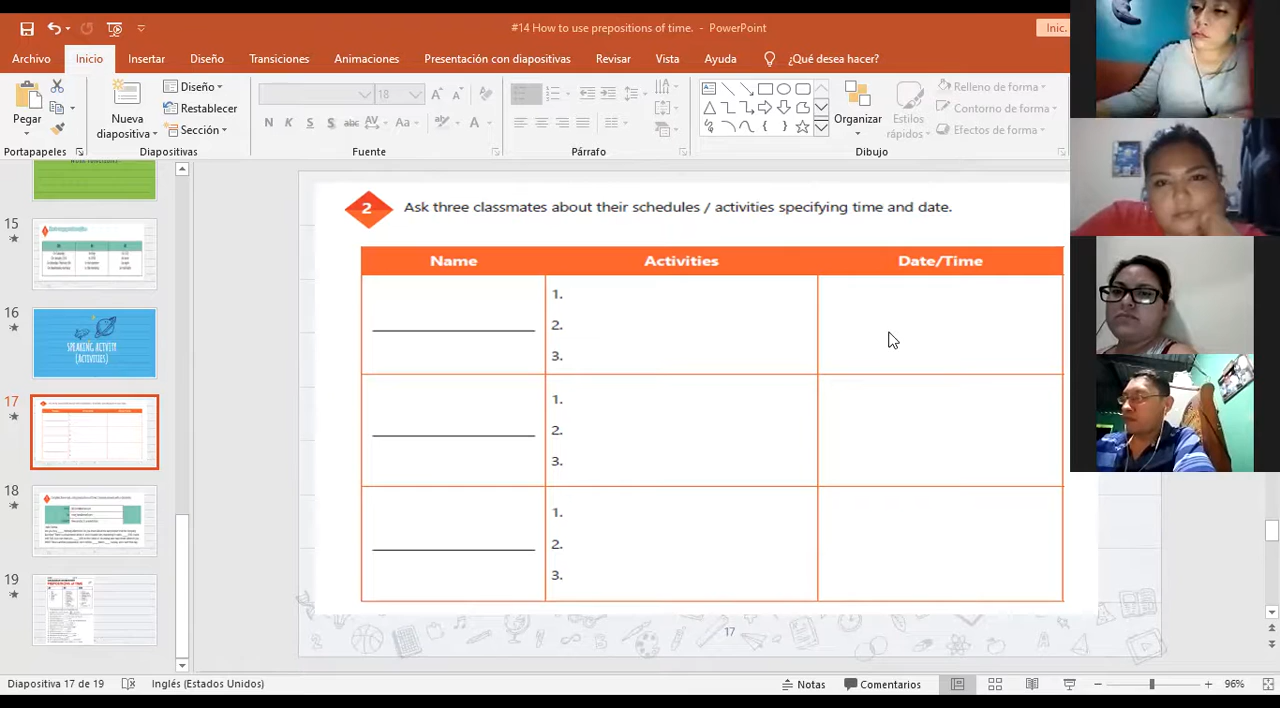 #14 How to use prepositions of time. - PowerPoint
Inic.
Archivo Inicio Insertar Diseño Transiciones Animaciones Presentación con diapositivas Revisar Vista Ayuda ¿Qué desea hacer?
Pegar
Nueva
diapositiva
Diseño
Restablecer
Sección
18
N K S S abc AV Aa A
Organizar
Estilos
rápidos
Relleno de forma
Contorno de forma
Efectos de forma
Portapapeles Diapositivas Fuente Párrafo Dibujo
15
16
SPEAKING ACTIVITY
(ACTIVITIES)
17
18
19
2 Ask three classmates about their schedules / activities specifying time and date.
Name Activities Date/Time
1.
2.
3.
1.
2.
3.
1.
2.
3.
17
Diapositiva 17 de 19 Inglés (Estados Unidos) Notas Comentarios 96%